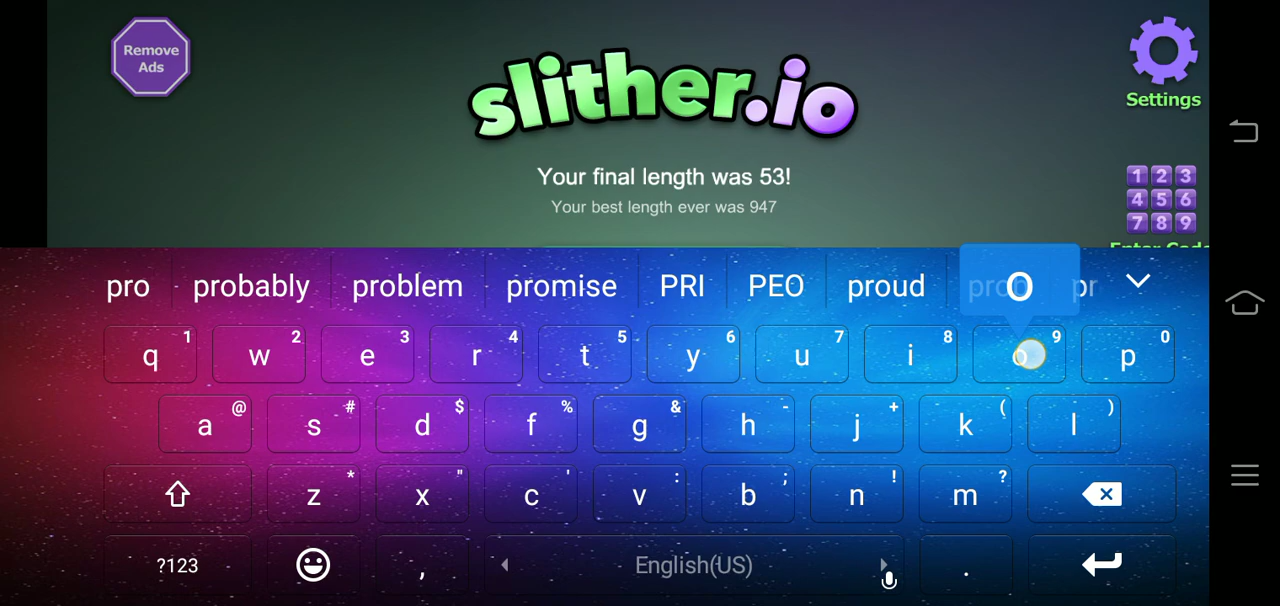 Remove
Ads
slither.io
Settings
Your final length was 53!
Your best length ever was 947
1 2 3
4 5 6
7 8 9
Enter Code
pro probably problem promise PRI PEO proud pr
O
q 1 w 2 e 3 r 4 t 5 y 6 u 7 i 8 o 9 p 0
a @ s # d $ f % g & h - j + k ( l )
z * x " c ' v : b ; n ! m ?
?123 , English(US) .